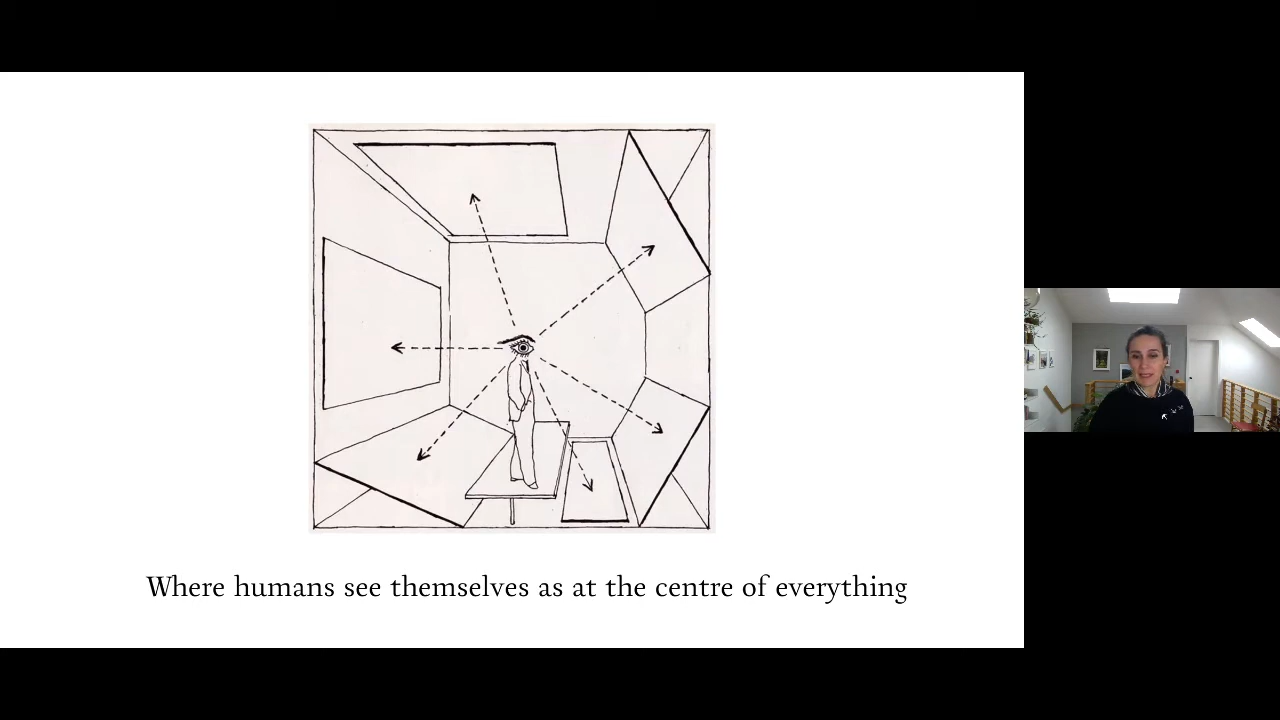 Where humans see themselves as at the centre of everything